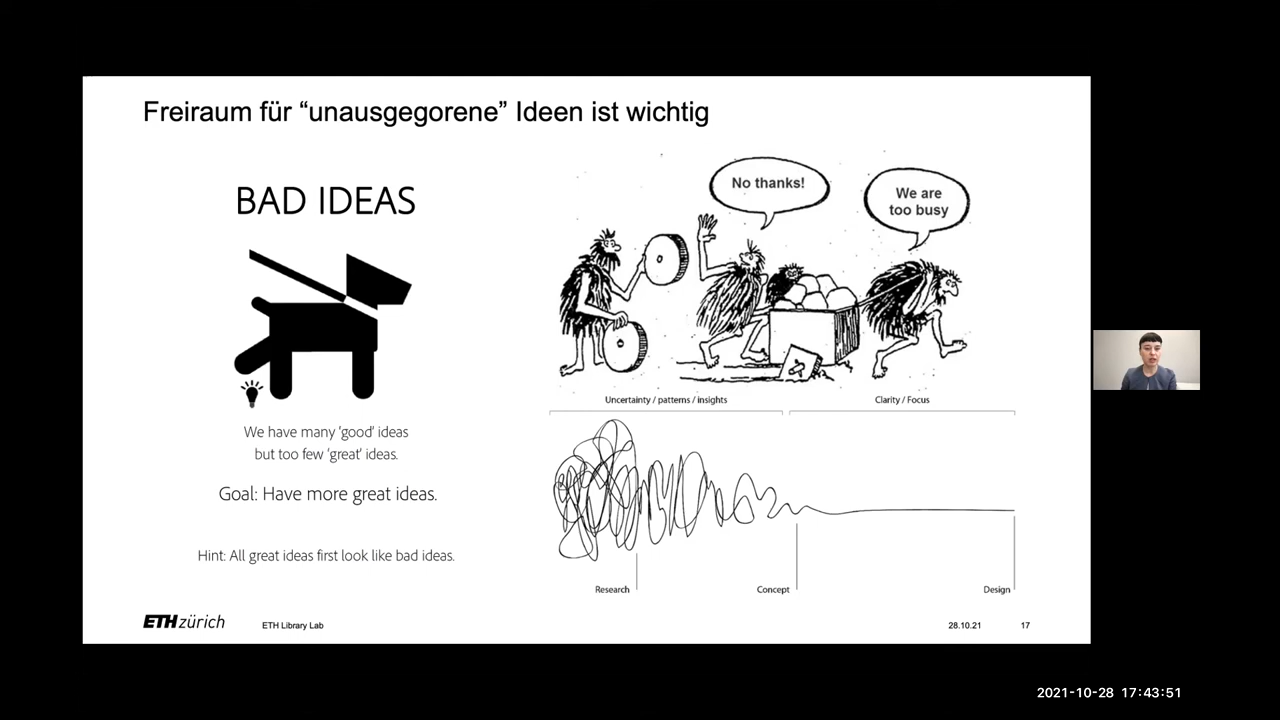 Freiraum für “unausgegorene” Ideen ist wichtig
BAD IDEAS
We have many ‘good’ ideas
but too few ‘great’ ideas.
Goal: Have more great ideas.
Hint: All great ideas first look like bad ideas.
No thanks!
We are
too busy
Uncertainty / patterns / insights
Clarity / Focus
Research
Concept
Design
ETH zürich
ETH Library Lab
28.10.21
17
2021-10-28 17:43:51